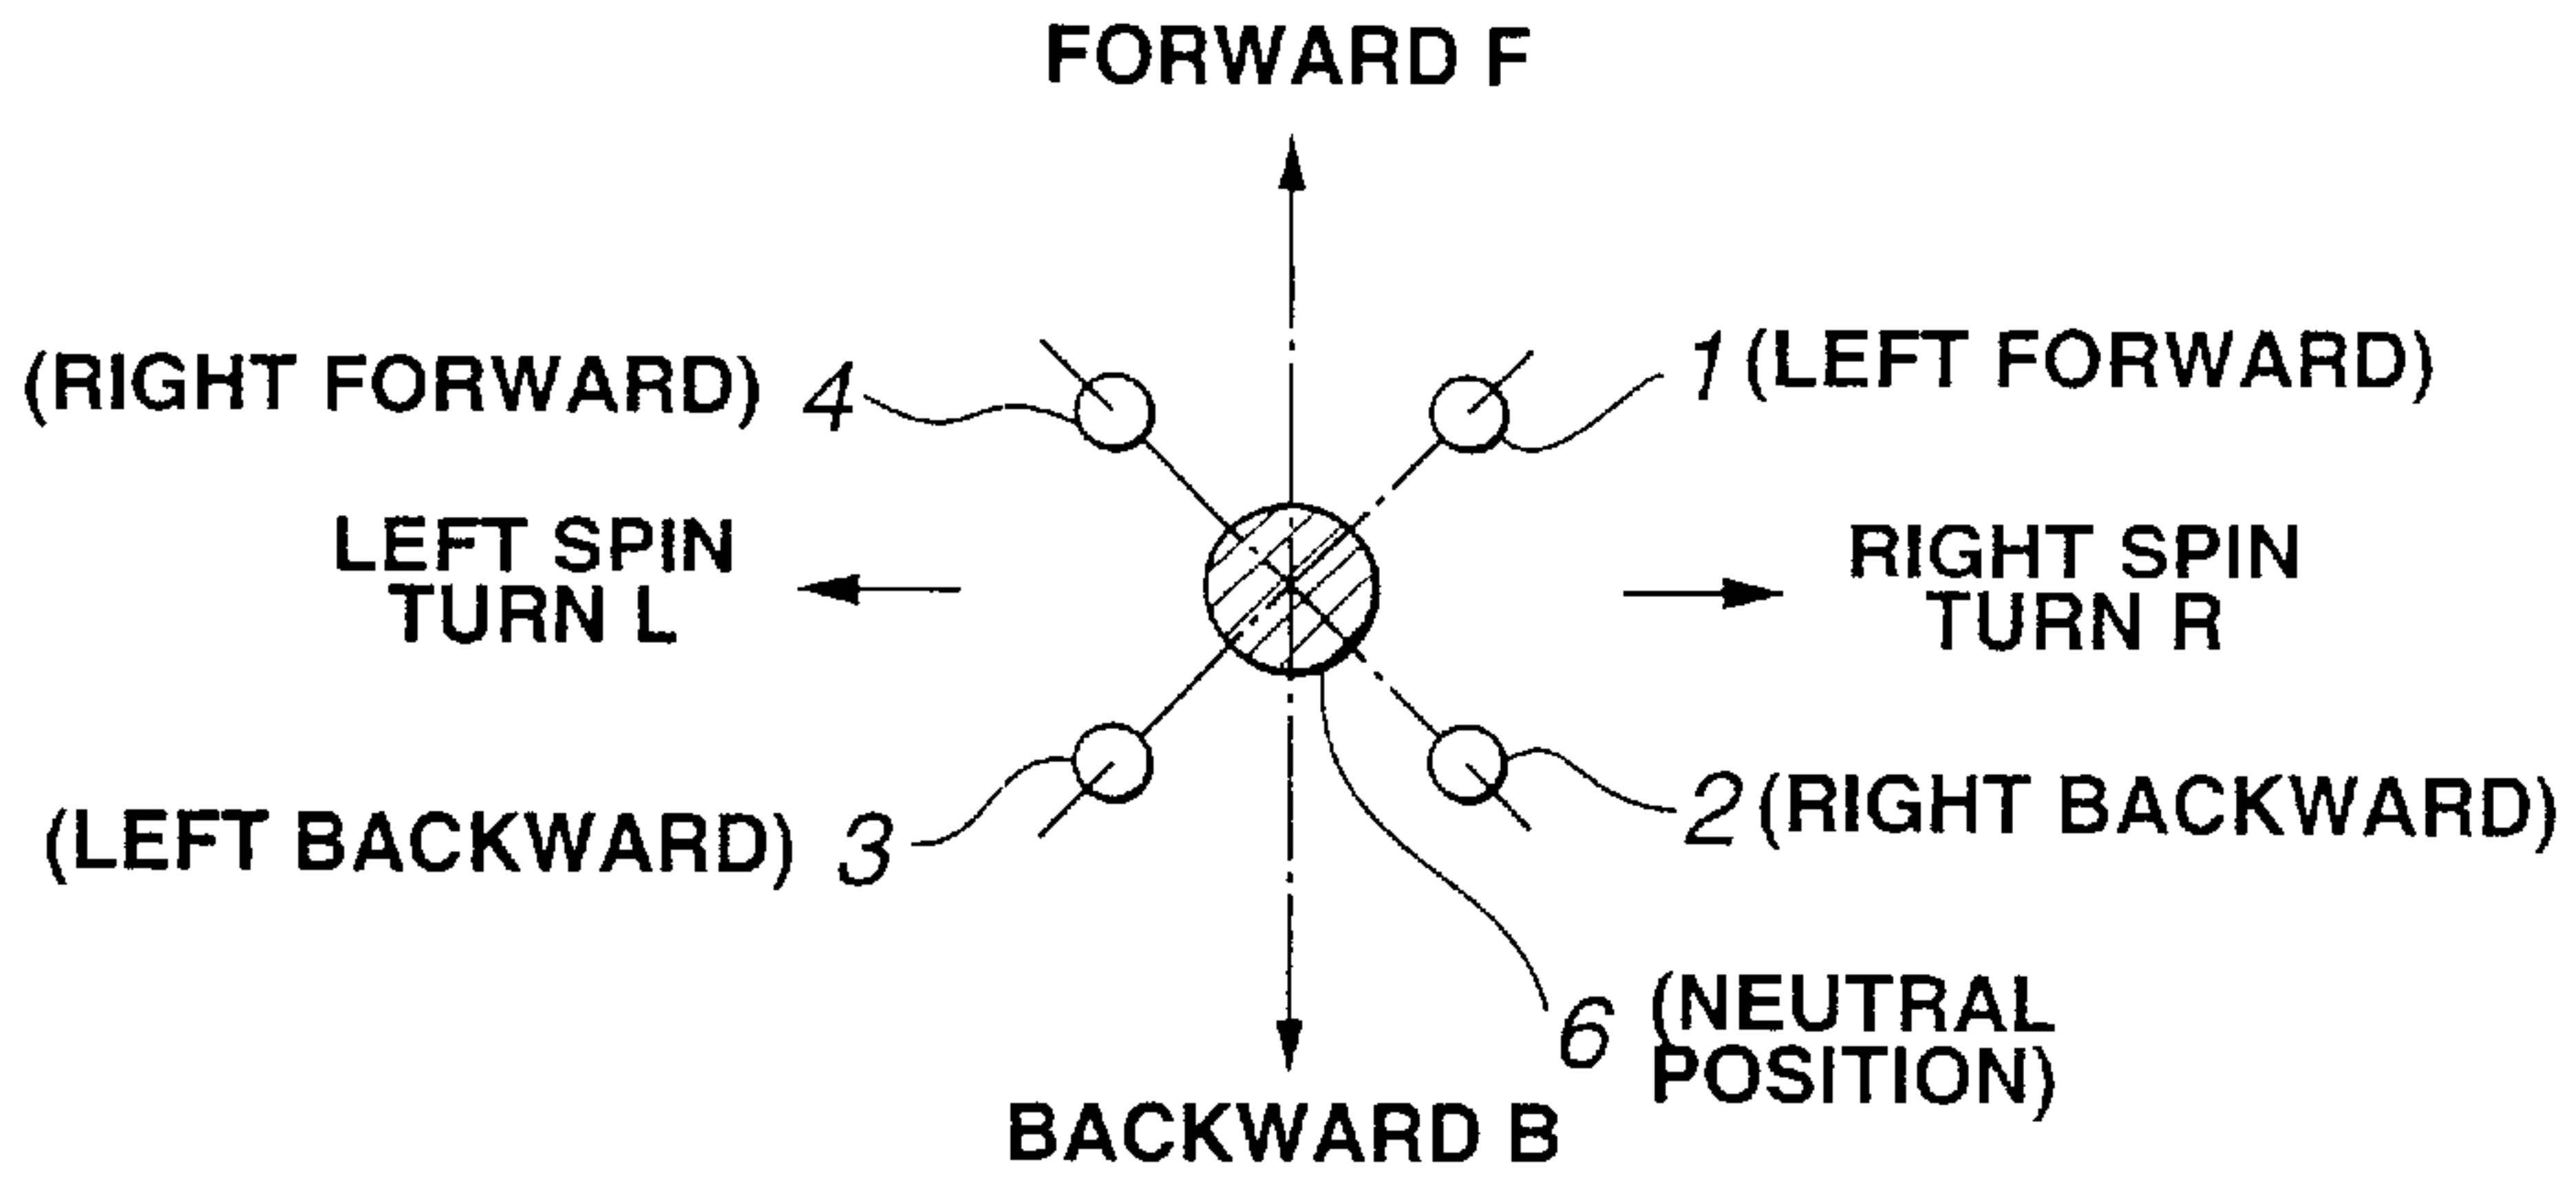 FORWARD F
(RIGHT FORWARD) 4
1 (LEFT FORWARD)
LEFT SPIN
TURN L
RIGHT SPIN
TURN R
(LEFT BACKWARD) 3
2 (RIGHT BACKWARD)
6 (NEUTRAL
POSITION)
BACKWARD B